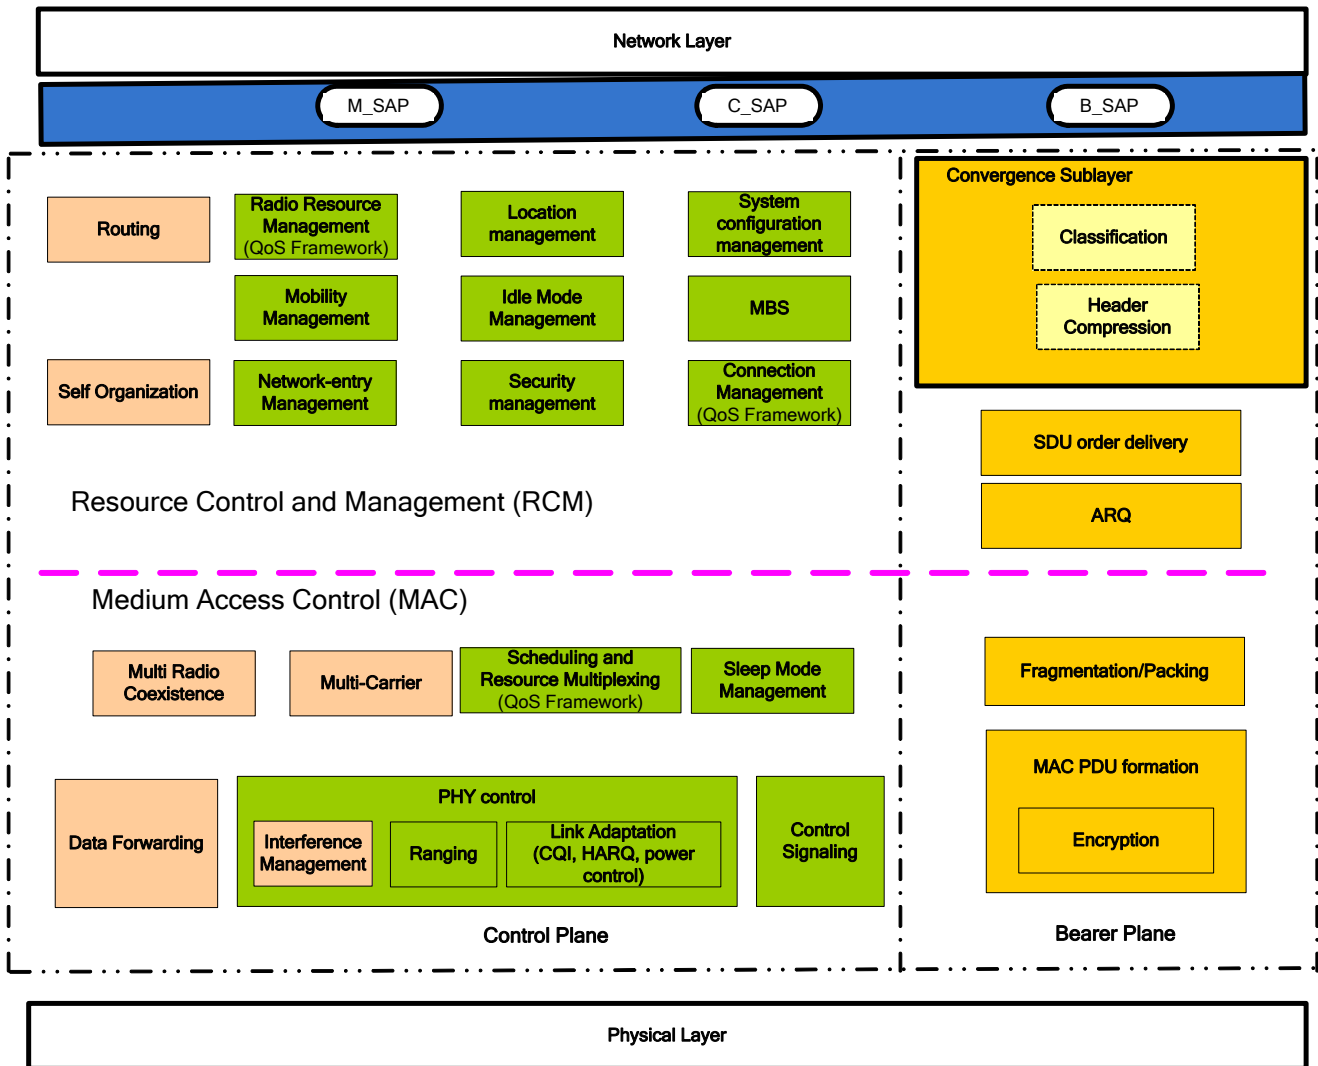 Network Layer
M_SAP
C_SAP
B_SAP
Routing
Radio Resource
Management
(QoS Framework)
Location
management
System
configuration
management
Convergence Sublayer
Classification
Mobility
Management
Idle Mode
Management
MBS
Header
Compression
Self Organization
Network-entry
Management
Security
management
Connection
Management
(QoS Framework)
SDU order delivery
ARQ
Resource Control and Management (RCM)
Medium Access Control (MAC)
Multi Radio
Coexistence
Multi-Carrier
Scheduling and
Resource Multiplexing
(QoS Framework)
Sleep Mode
Management
Fragmentation/Packing
Data Forwarding
PHY control
Interference
Management
Ranging
Link Adaptation
(CQI, HARQ, power
control)
Control
Signaling
MAC PDU formation
Encryption
Control Plane
Bearer Plane
Physical Layer